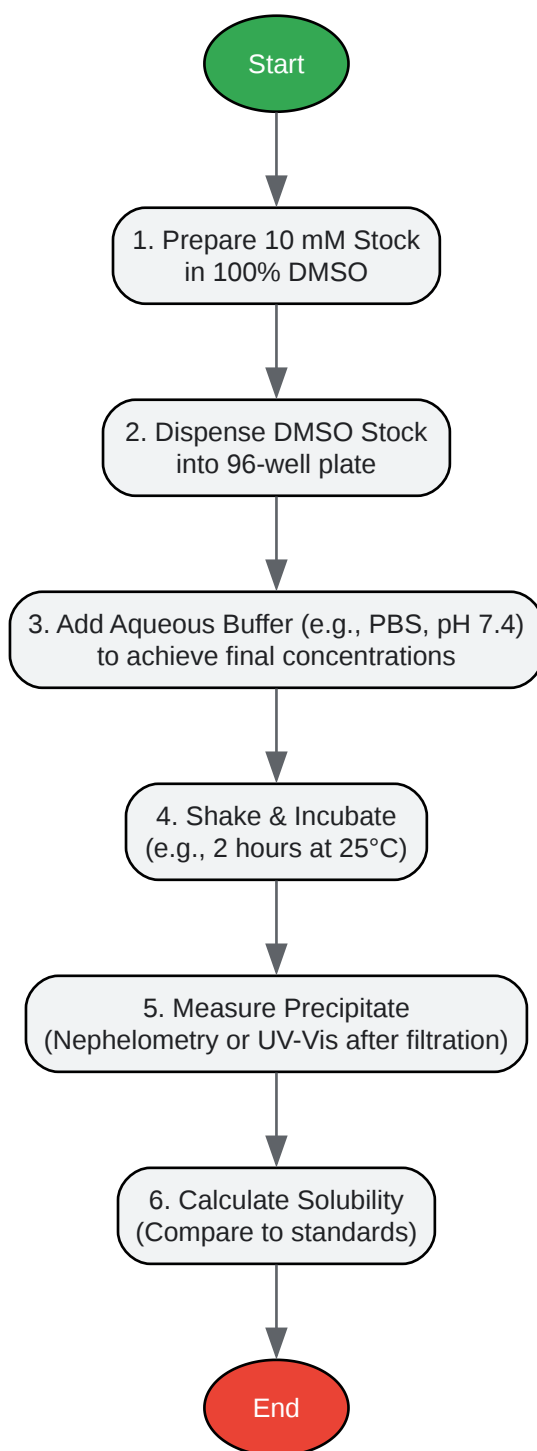 Start
1. Prepare 10 mM Stock
in 100% DMSO
2. Dispense DMSO Stock
into 96-well plate
3. Add Aqueous Buffer (e.g., PBS, pH 7.4)
to achieve final concentrations
4. Shake & Incubate
(e.g., 2 hours at 25°C)
5. Measure Precipitate
(Nephelometry or UV-Vis after filtration)
6. Calculate Solubility
(Compare to standards)
End